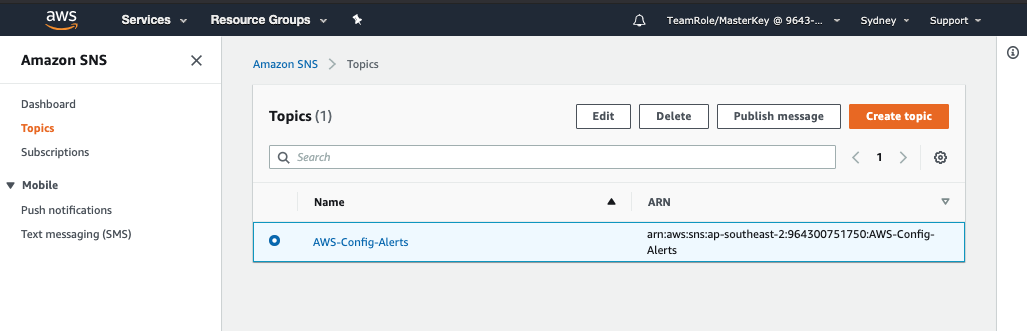 aws Services Resource Groups TeamRole/MasterKey @ 9643-... Sydney Support
Amazon SNS
Dashboard
Topics
Subscriptions
Mobile
Push notifications
Text messaging (SMS)
Amazon SNS > Topics
Topics (1) Edit Delete Publish message Create topic
Search 1
Name ARN
AWS-Config-Alerts arn:aws:sns:ap-southeast-2:964300751750:AWS-Config-
Alerts